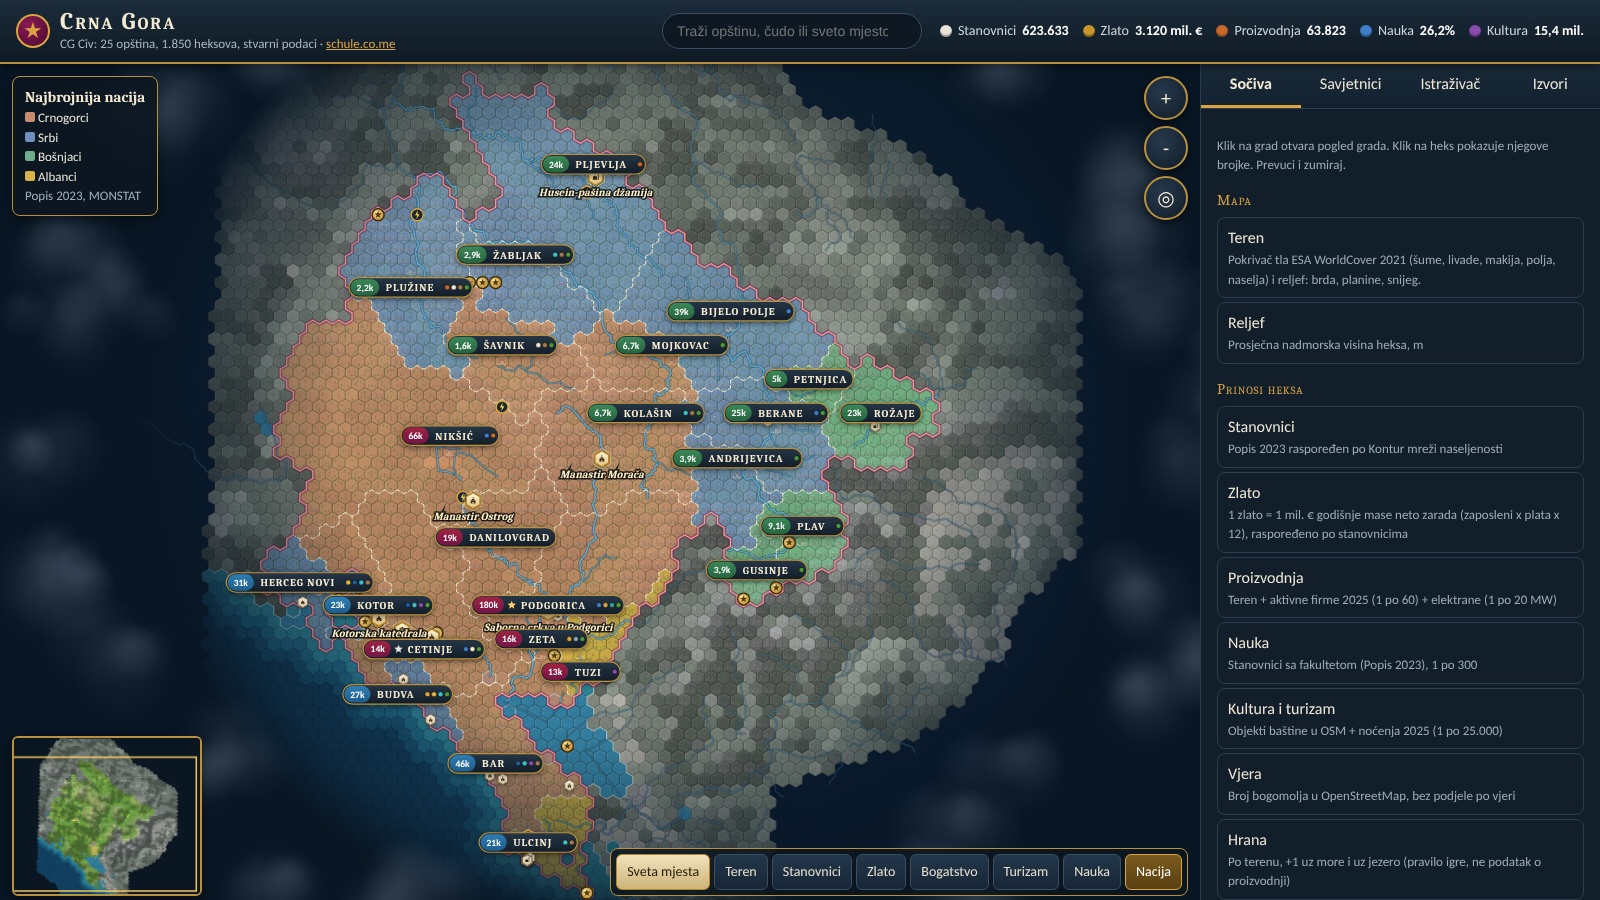 Crna Gora
CG Civ: 25 opština, 1.850 heksova, stvarni podaci · schule.co.me
Traži opštinu, čudo ili sveto mjesto
Stanovnici 623.633
Zlato 3.120 mil. €
Proizvodnja 63.823
Nauka 26,2%
Kultura 15,4 mil.
Najbrojnija nacija
Crnogorci
Srbi
Bošnjaci
Albanci
Popis 2023, MONSTAT
+
-
24k PLJEVLJA
Husein-pašina džamija
2,9k ŽABLJAK
2,2k PLUŽINE
39k BIJELO POLJE
1,6k ŠAVNIK
6,7k MOJKOVAC
5k PETNJICA
6,7k KOLAŠIN
25k BERANE
23k ROŽAJE
66k NIKŠIĆ
3,9k ANDRIJEVICA
Manastir Morača
Manastir Ostrog
9,1k PLAV
19k DANILOVGRAD
3,9k GUSINJE
31k HERCEG NOVI
23k KOTOR
180k PODGORICA
Kotorska katedrala
Saborna crkva u Podgorici
16k ZETA
14k CETINJE
13k TUZI
27k BUDVA
46k BAR
21k ULCINJ
Sveta mjesta
Teren
Stanovnici
Zlato
Bogatstvo
Turizam
Nauka
Nacija
Sočiva
Savjetnici
Istraživač
Izvori
Klik na grad otvara pogled grada. Klik na heks pokazuje njegove
brojke. Prevuci i zumiraj.
Mapa
Teren
Pokrivač tla ESA WorldCover 2021 (šume, livade, makija, polja,
naselja) i reljef: brda, planine, snijeg.
Reljef
Prosječna nadmorska visina heksa, m
Prinosi heksa
Stanovnici
Popis 2023 raspoređen po Kontur mreži naseljenosti
Zlato
1 zlato = 1 mil. € godišnje mase neto zarada (zaposleni x plata x
12), raspoređeno po stanovnicima
Proizvodnja
Teren + aktivne firme 2025 (1 po 60) + elektrane (1 po 20 MW)
Nauka
Stanovnici sa fakultetom (Popis 2023), 1 po 300
Kultura i turizam
Objekti baštine u OSM + noćenja 2025 (1 po 25.000)
Vjera
Broj bogomolja u OpenStreetMap, bez podjele po vjeri
Hrana
Po terenu, +1 uz more i uz jezero (pravilo igre, ne podatak o
proizvodnji)